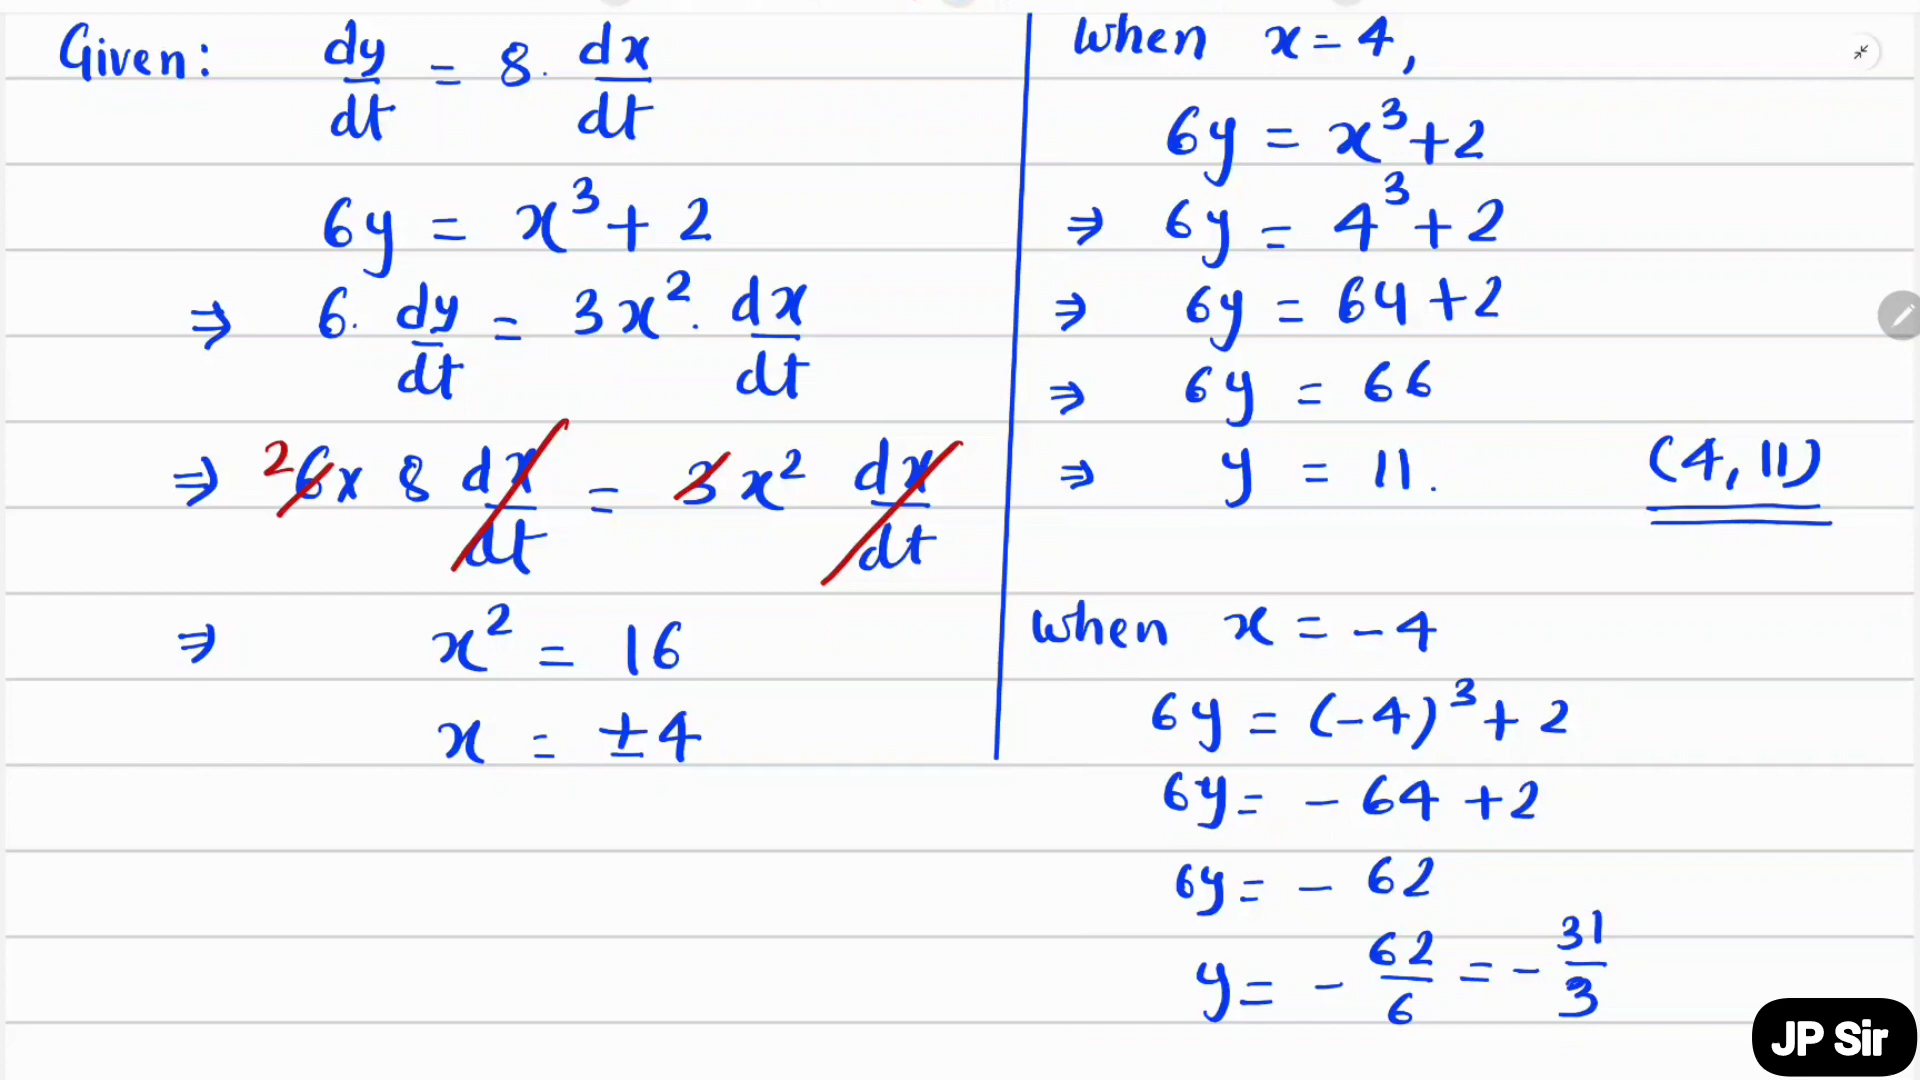 Given: dy/dt = 8. dx/dt
6y = x³ + 2
⇒ 6. dy/dt = 3x². dx/dt
⇒ 2 6 x 8 dx/dt = 3x² dx/dt
⇒ x² = 16
x = ±4
When x = 4,
6y = x³ + 2
⇒ 6y = 4³ + 2
⇒ 6y = 64 + 2
⇒ 6y = 66
⇒ y = 11. (4, 11)
When x = - 4
6y = (-4)³ + 2
6y = - 64 + 2
6y = - 62
y = - 62/6 = - 31/3
JP Sir